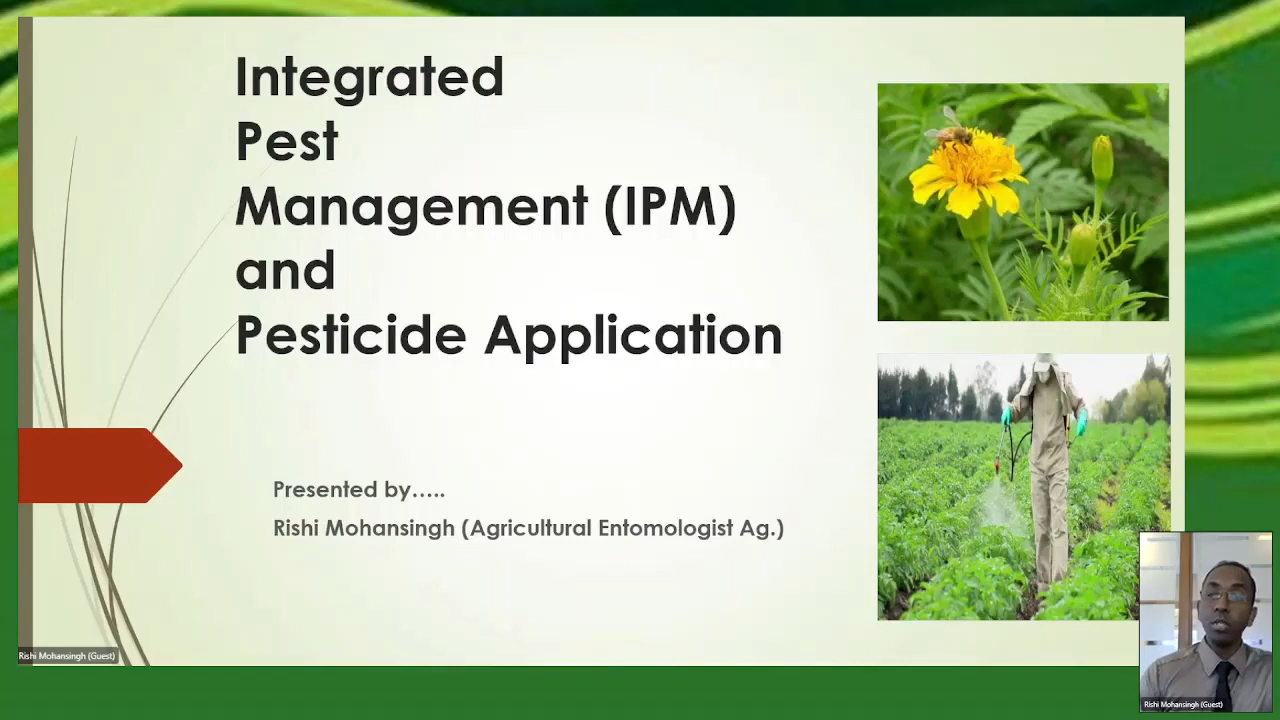 Integrated
Pest
Management (IPM)
and
Pesticide Application
Presented by…..
Rishi Mohansingh (Agricultural Entomologist Ag.)
Rishi Mohansingh (Guest)
Rishi Mohansingh (Guest)